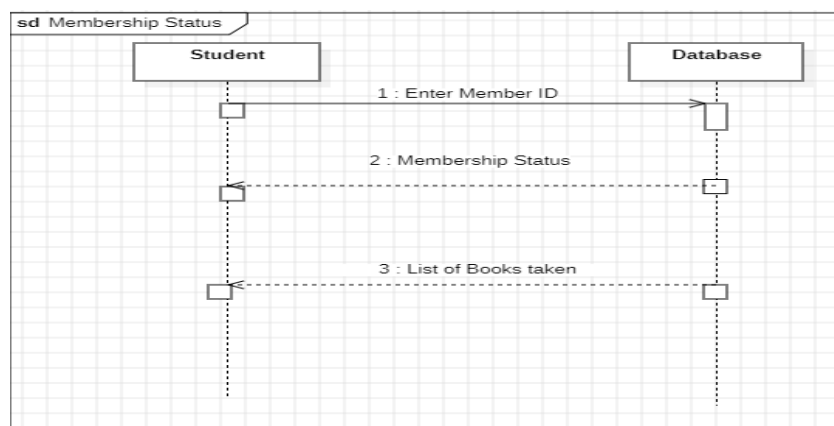 sd Membership Status
Student
Database
1 : Enter Member ID
2 : Membership Status
3 : List of Books taken